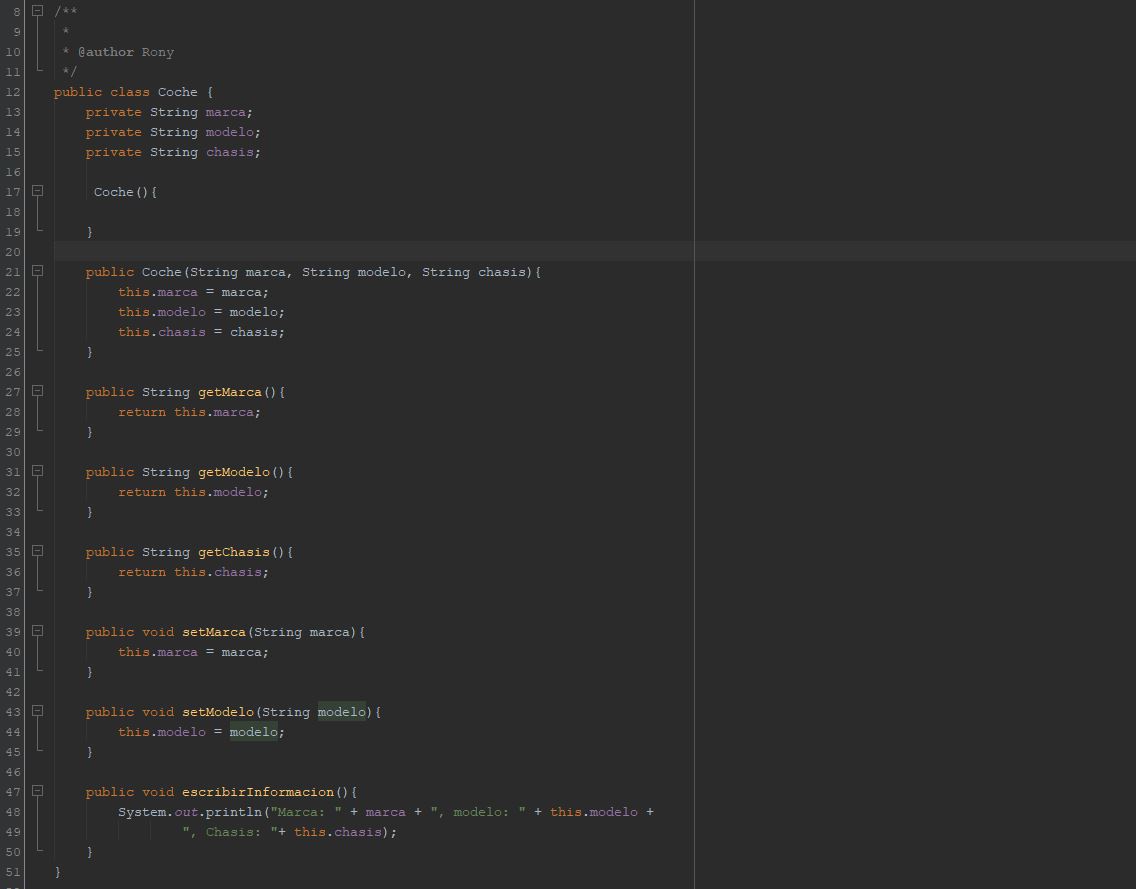 8 /**
9 *
10 * @author Rony
11 */
12 public class Coche {
13 private String marca;
14 private String modelo;
15 private String chasis;
16
17 Coche(){
18
19 }
20
21 public Coche(String marca, String modelo, String chasis){
22 this.marca = marca;
23 this.modelo = modelo;
24 this.chasis = chasis;
25 }
26
27 public String getMarca(){
28 return this.marca;
29 }
30
31 public String getModelo(){
32 return this.modelo;
33 }
34
35 public String getChasis(){
36 return this.chasis;
37 }
38
39 public void setMarca(String marca){
40 this.marca = marca;
41 }
42
43 public void setModelo(String modelo){
44 this.modelo = modelo;
45 }
46
47 public void escribirInformacion(){
48 System.out.println("Marca: " + marca + ", modelo: " + this.modelo +
49 ", Chasis: "+ this.chasis);
50 }
51 }